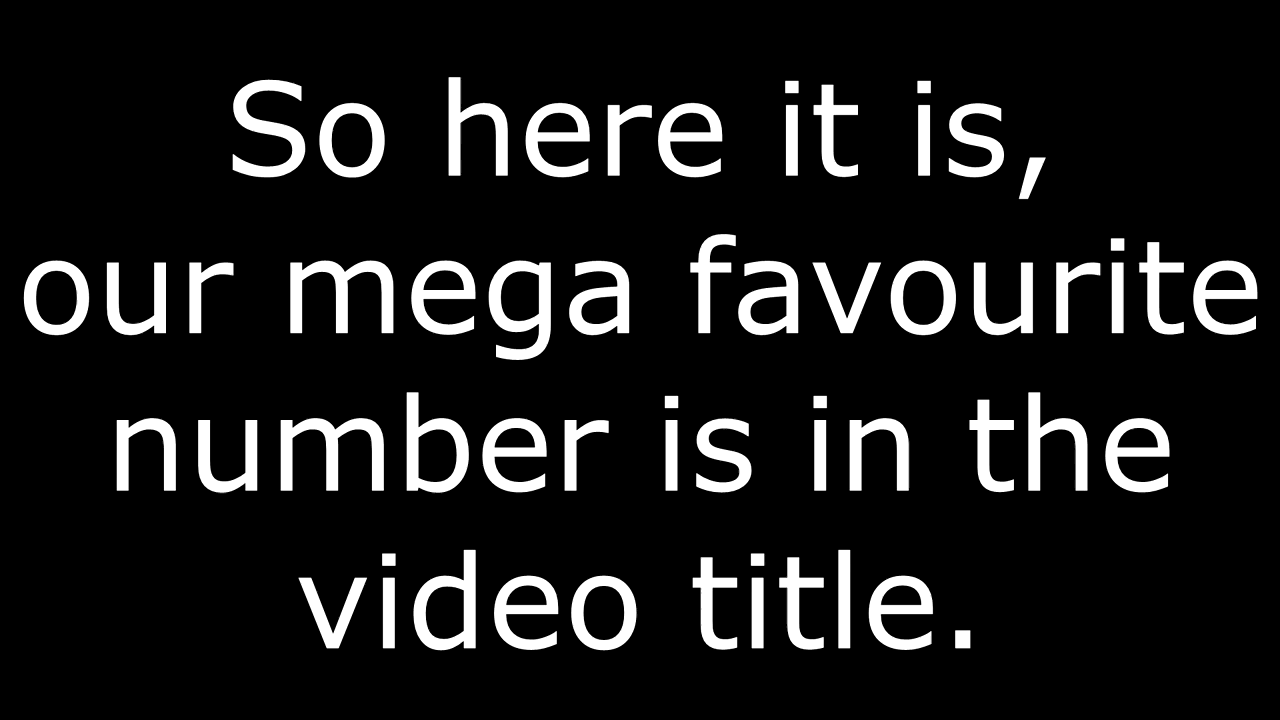 So here it is,
our mega favourite
number is in the
video title.